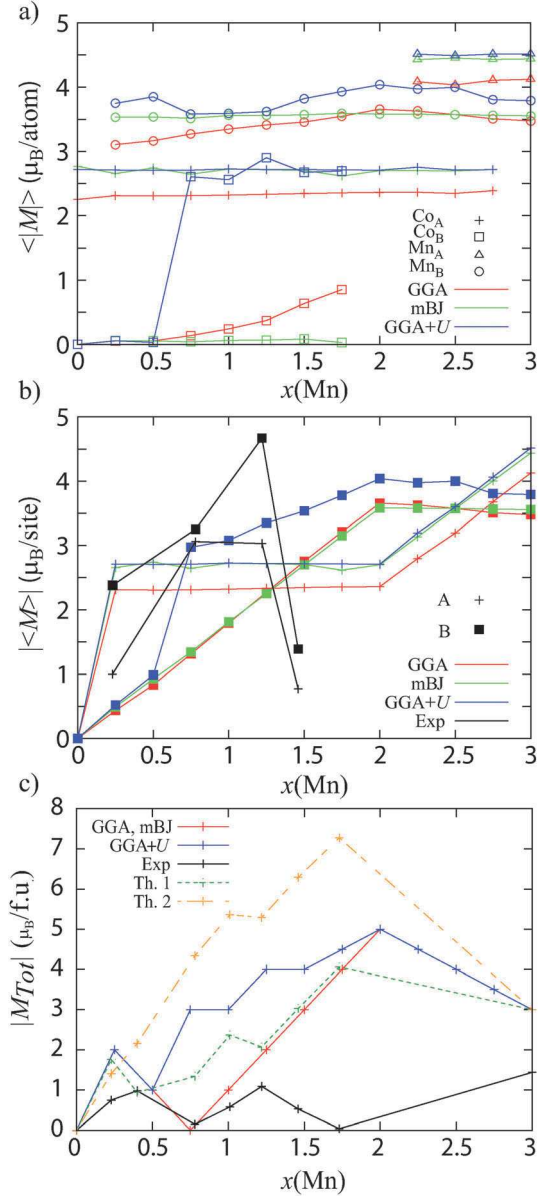 a)
<|M|> (μB/atom)
5
4
3
2
1
0
CoA
CoB
MnA
MnB
GGA
mBJ
GGA+U
0 0.5 1 1.5 2 2.5 3
x(Mn)
b)
|<M>| (μB/site)
5
4
3
2
1
0
A
B
GGA
mBJ
GGA+U
Exp
0 0.5 1 1.5 2 2.5 3
x(Mn)
c)
|MTot| (μB/f.u.)
8
7
6
5
4
3
2
1
0
GGA, mBJ
GGA+U
Exp
Th. 1
Th. 2
0 0.5 1 1.5 2 2.5 3
x(Mn)